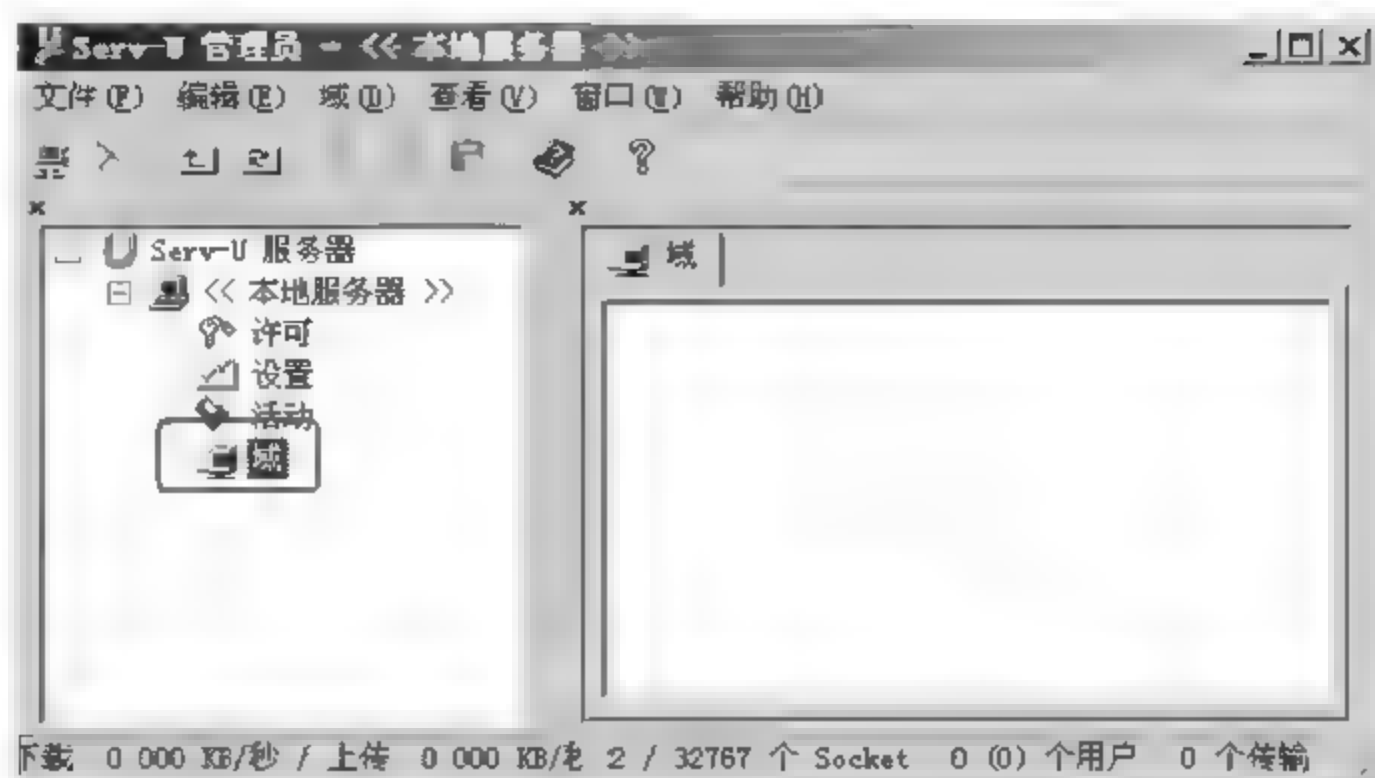 Serv-U 管理员 - << 本地服务器 >>
文件(F) 编辑(E) 域(D) 查看(V) 窗口(W) 帮助(H)
Serv-U 服务器
<< 本地服务器 >>
许可
设置
活动
域
域
下载 0 000 KB/秒 / 上传 0 000 KB/秒 2 / 32767 个 Socket 0 (0) 个用户 0 个传输